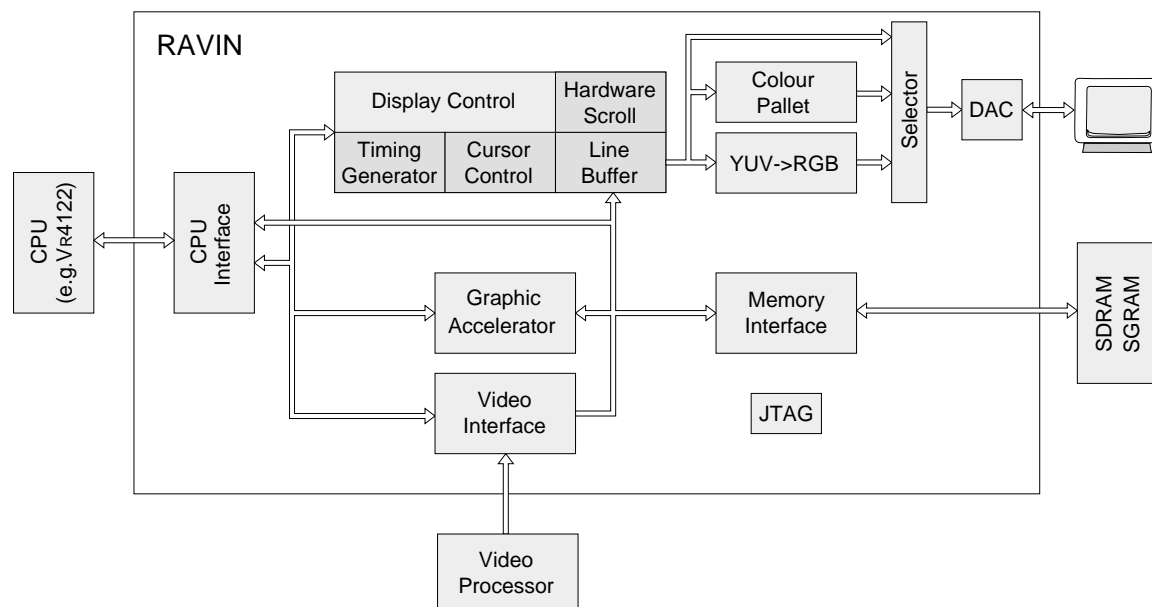 RAVIN
Display Control
Hardware
Scroll
Timing
Generator
Cursor
Control
Line
Buffer
Colour
Pallet
YUV->RGB
Selector
DAC
CPU
(e.g.VR4122)
CPU
Interface
Graphic
Accelerator
Memory
Interface
SDRAM
SGRAM
Video
Interface
JTAG
Video
Processor